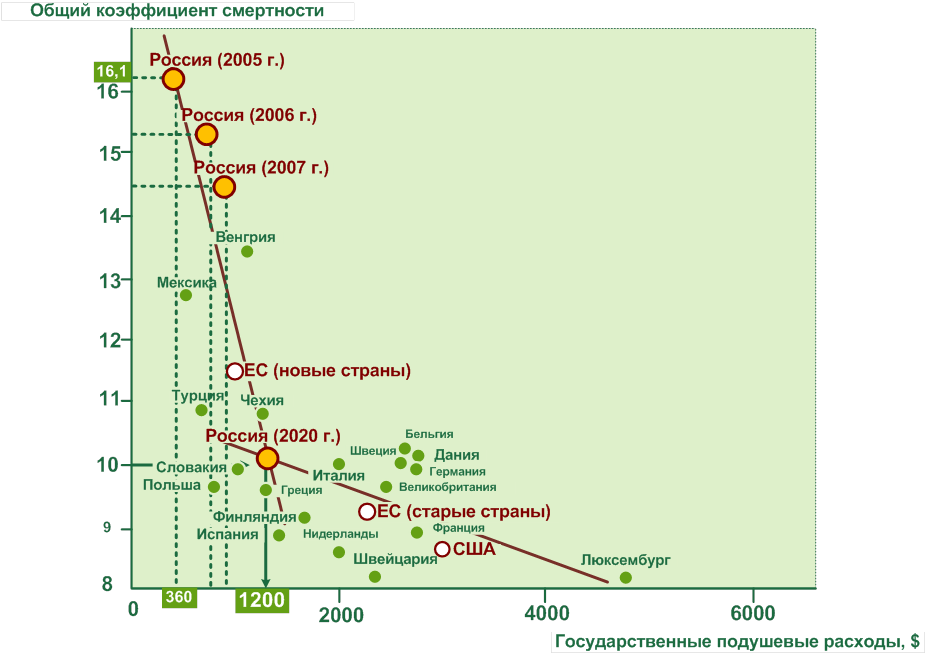 Общий коэффициент смертности
Россия (2005 г.)
16,1
16
Россия (2006 г.)
15
Россия (2007 г.)
14
Венгрия
13
Мексика
12
ЕС (новые страны)
11
Турция
Чехия
Россия (2020 г.)
Бельгия
Швеция
Дания
10
Словакия
Италия
Германия
Польша
Греция
Великобритания
ЕС (старые страны)
Финляндия
9
Испания
Нидерланды
Франция
США
Швейцария
Люксембург
8
0
360
1200
2000
4000
6000
Государственные подушевые расходы, $